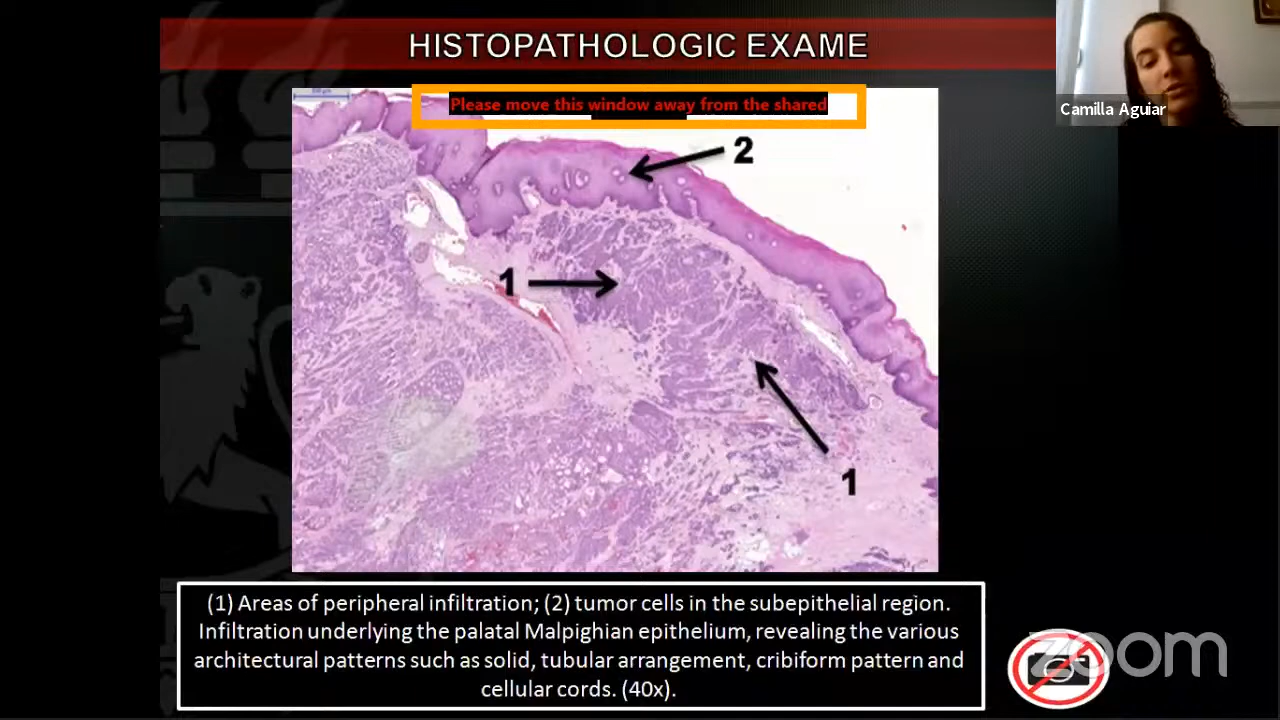 HISTOPATHOLOGIC EXAME
Please move this window away from the shared
Camilla Aguiar
2
1
1
(1) Areas of peripheral infiltration; (2) tumor cells in the subepithelial region.
Infiltration underlying the palatal Malpighian epithelium, revealing the various
architectural patterns such as solid, tubular arrangement, cribiform pattern and
cellular cords. (40x).
zoom